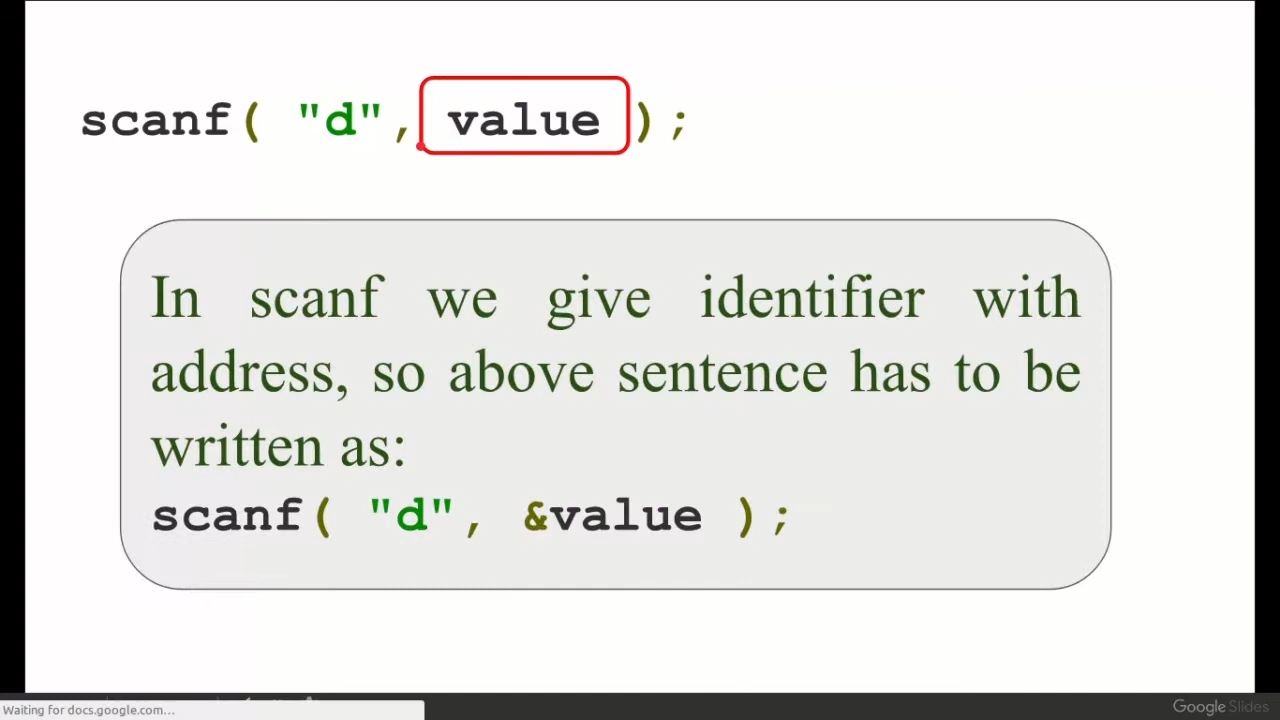 scanf( "d", value );
In scanf we give identifier with
address, so above sentence has to be
written as:
scanf( "d", &value );
Waiting for docs.google.com...
Google Slides